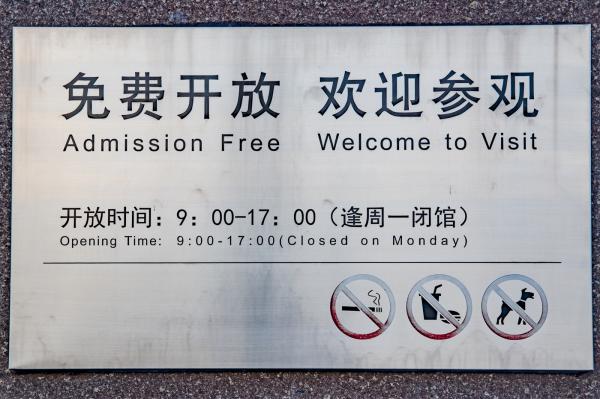 免费开放 欢迎参观
Admission Free Welcome to Visit
开放时间：9：00-17：00（逢周一闭馆）
Opening Time: 9:00-17:00(Closed on Monday)